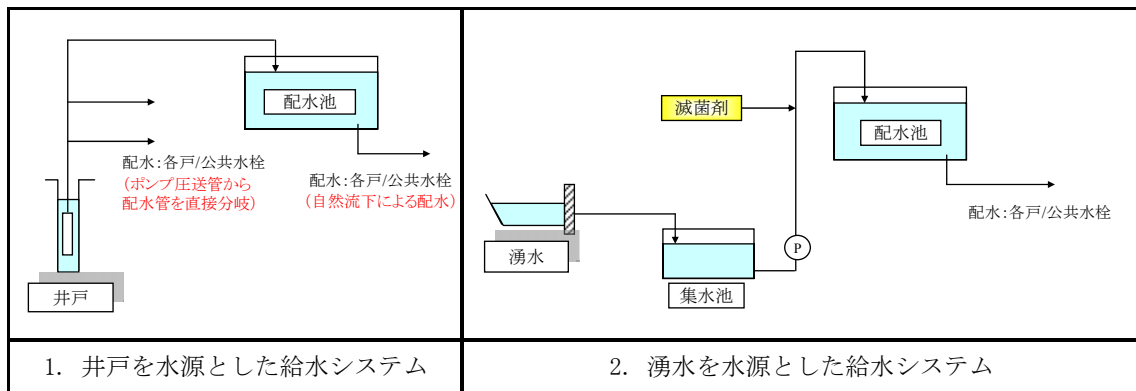 配水池
配水:各戸/公共水栓
(ポンプ圧送管から
配水管を直接分岐)
配水:各戸/公共水栓
(自然流下による配水)
井戸
1. 井戸を水源とした給水システム
滅菌剤
配水池
配水:各戸/公共水栓
湧水
P
集水池
2. 湧水を水源とした給水システム